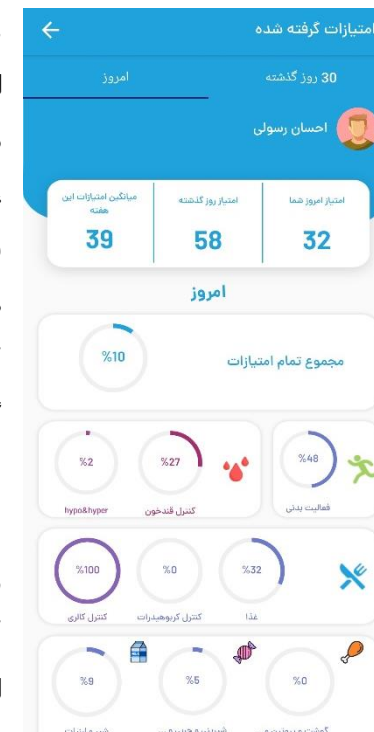 امتیازات گرفته شده
30 روز گذشته
امروز
احسان رسولی
امتیاز امروز شما
32
امتیاز روز گذشته
58
میانگین امتیازات این
هفته
39
امروز
مجموع تمام امتیازات
%10
%48
فعالیت بدنی
%27
کنترل قندخون
%2
hypo&hyper
%32
غذا
%0
کنترل کربوهیدرات
%100
کنترل کالری
%0
گوشت و پروتئین و
%5
%9